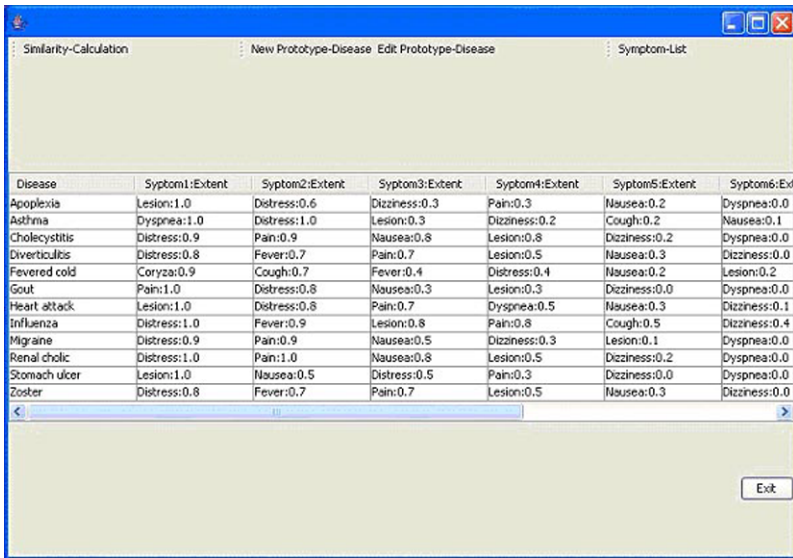 Similarity-Calculation New Prototype-Disease Edit Prototype-Disease Symptom-List
Disease Syptom1:Extent Syptom2:Extent Syptom3:Extent Syptom4:Extent Syptom5:Extent Syptom6:Ext
Apoplexia Lesion:1.0 Distress:0.6 Dizziness:0.3 Pain:0.3 Nausea:0.2 Dyspnea:0.0
Asthma Dyspnea:1.0 Distress:1.0 Lesion:0.3 Dizziness:0.2 Cough:0.2 Nausea:0.1
Cholecystitis Distress:0.9 Pain:0.9 Nausea:0.8 Lesion:0.8 Dizziness:0.2 Dyspnea:0.0
Diverticulitis Distress:0.8 Fever:0.7 Pain:0.7 Lesion:0.5 Nausea:0.3 Dizziness:0.0
Fevered cold Coryza:0.9 Cough:0.7 Fever:0.4 Distress:0.4 Nausea:0.2 Lesion:0.2
Gout Pain:1.0 Distress:0.8 Nausea:0.3 Lesion:0.3 Dizziness:0.0 Dyspnea:0.0
Heart attack Lesion:1.0 Distress:0.8 Pain:0.7 Dyspnea:0.5 Nausea:0.3 Dizziness:0.1
Influenza Distress:1.0 Fever:0.9 Lesion:0.8 Pain:0.8 Cough:0.5 Dizziness:0.4
Migraine Distress:0.9 Pain:0.9 Nausea:0.5 Dizziness:0.3 Lesion:0.1 Dyspnea:0.0
Renal cholic Distress:1.0 Pain:1.0 Nausea:0.8 Lesion:0.5 Dizziness:0.2 Dyspnea:0.0
Stomach ulcer Lesion:1.0 Nausea:0.5 Distress:0.5 Pain:0.3 Dizziness:0.0 Dyspnea:0.0
Zoster Distress:0.8 Fever:0.7 Pain:0.7 Lesion:0.5 Nausea:0.3 Dizziness:0.0
Exit